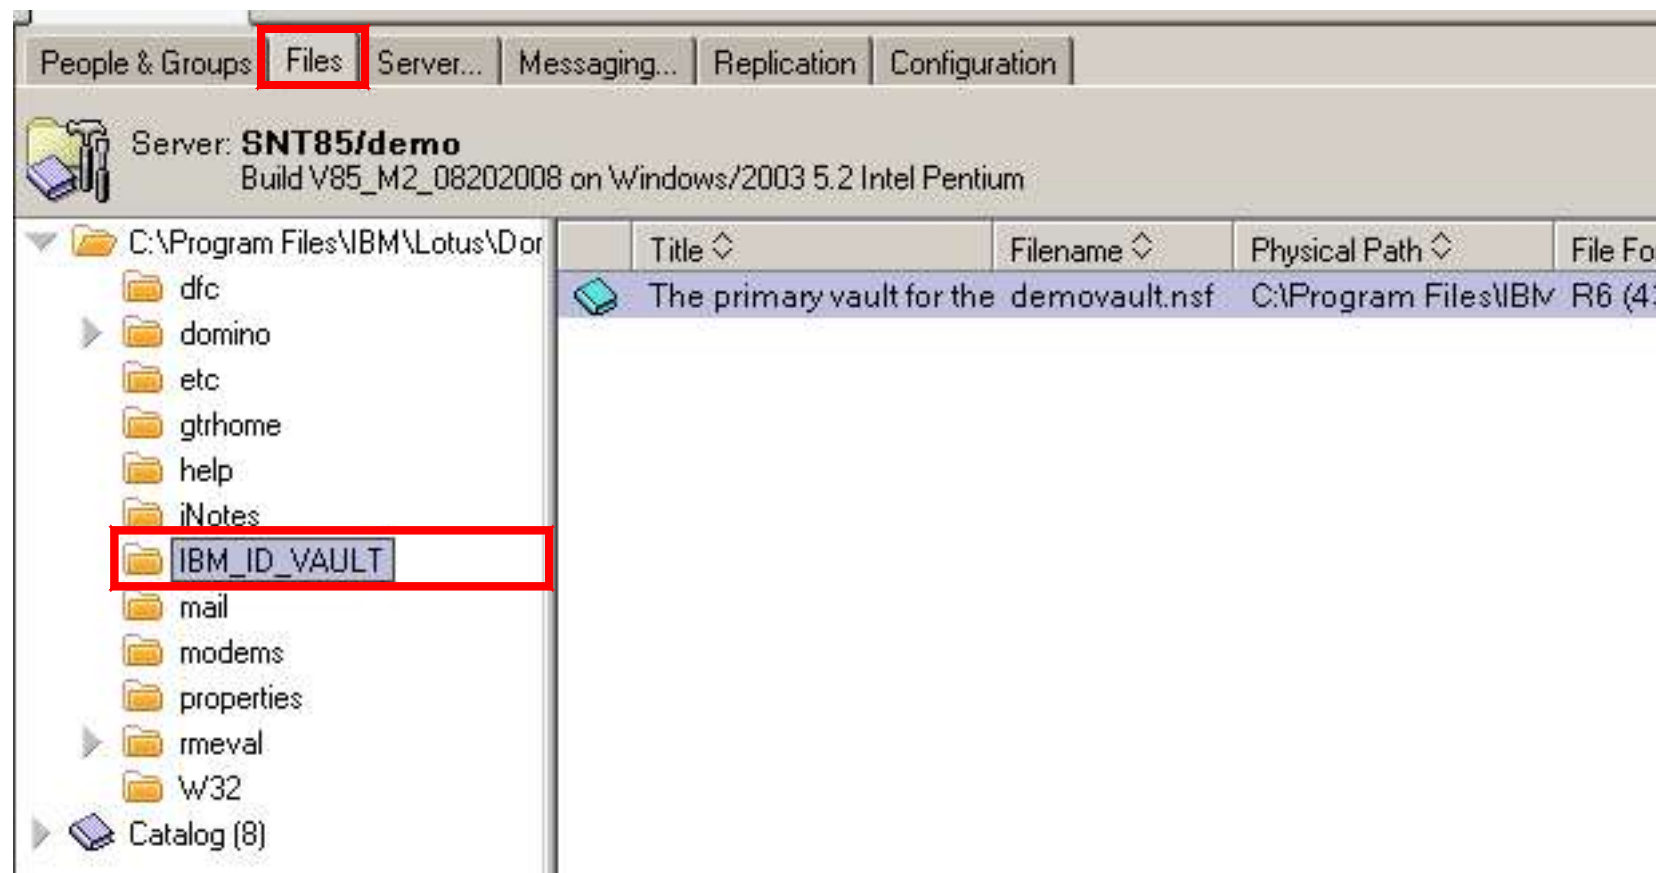 People & Groups Files Server... Messaging... Replication Configuration
Server: SNT85/demo
Build V85_M2_08202008 on Windows/2003 5.2 Intel Pentium
C:\Program Files\IBM\Lotus\Dor
Title Filename Physical Path File Fo
dfc
The primary vault for the demovault.nsf C:\Program Files\IBM R6 (43
domino
etc
gtrhome
help
iNotes
IBM_ID_VAULT
mail
modems
properties
rmeval
W32
Catalog (8)